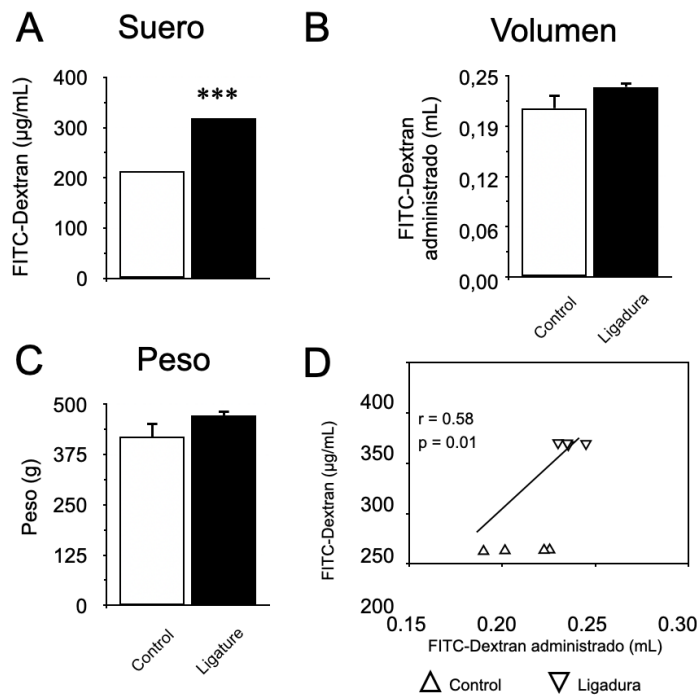 A
Suero
FITC-Dextran (µg/mL)
400
300
200
100
0
***
B
Volumen
FITC-Dextran
administrado (mL)
0,25
0,19
0,12
0,06
0,00
Control
Ligadura
C
Peso
Peso (g)
500
375
250
125
0
Control
Ligature
D
FITC-Dextran (µg/mL)
400
350
300
250
200
r = 0.58
p = 0.01
0.15
0.20
0.25
0.30
FITC-Dextran administrado (mL)
Control
Ligadura